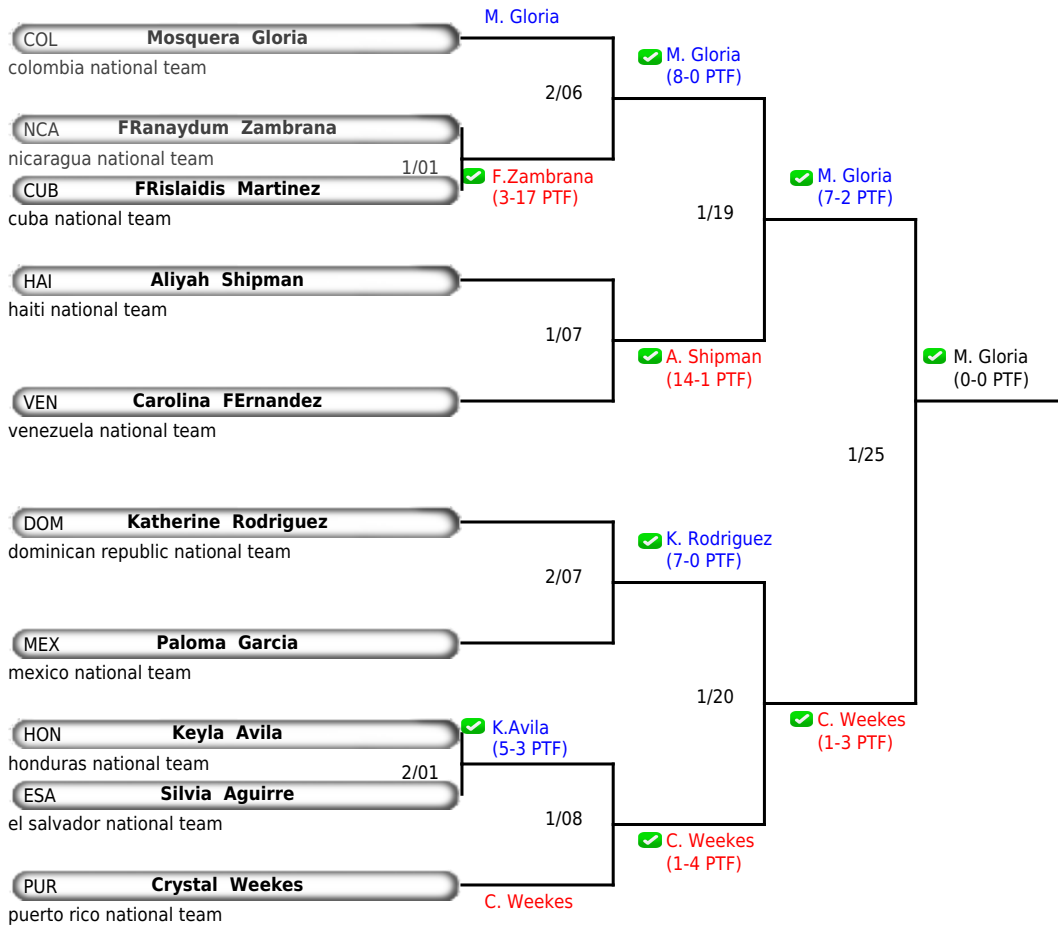 M. Gloria
COL Mosquera Gloria
colombia national team
M. Gloria
(8-0 PTF)
2/06
NCA FRanaydum Zambrana
nicaragua national team
1/01
F.Zambrana
(3-17 PTF)
CUB FRislaidis Martinez
cuba national team
M. Gloria
(7-2 PTF)
1/19
HAI Aliyah Shipman
haiti national team
1/07
A. Shipman
(14-1 PTF)
M. Gloria
(0-0 PTF)
VEN Carolina FErnandez
venezuela national team
1/25
DOM Katherine Rodriguez
dominican republic national team
K. Rodriguez
(7-0 PTF)
2/07
MEX Paloma Garcia
mexico national team
1/20
C. Weekes
(1-3 PTF)
HON Keyla Avila
honduras national team
K.Avila
(5-3 PTF)
2/01
ESA Silvia Aguirre
el salvador national team
1/08
C. Weekes
(1-4 PTF)
PUR Crystal Weekes
puerto rico national team
C. Weekes